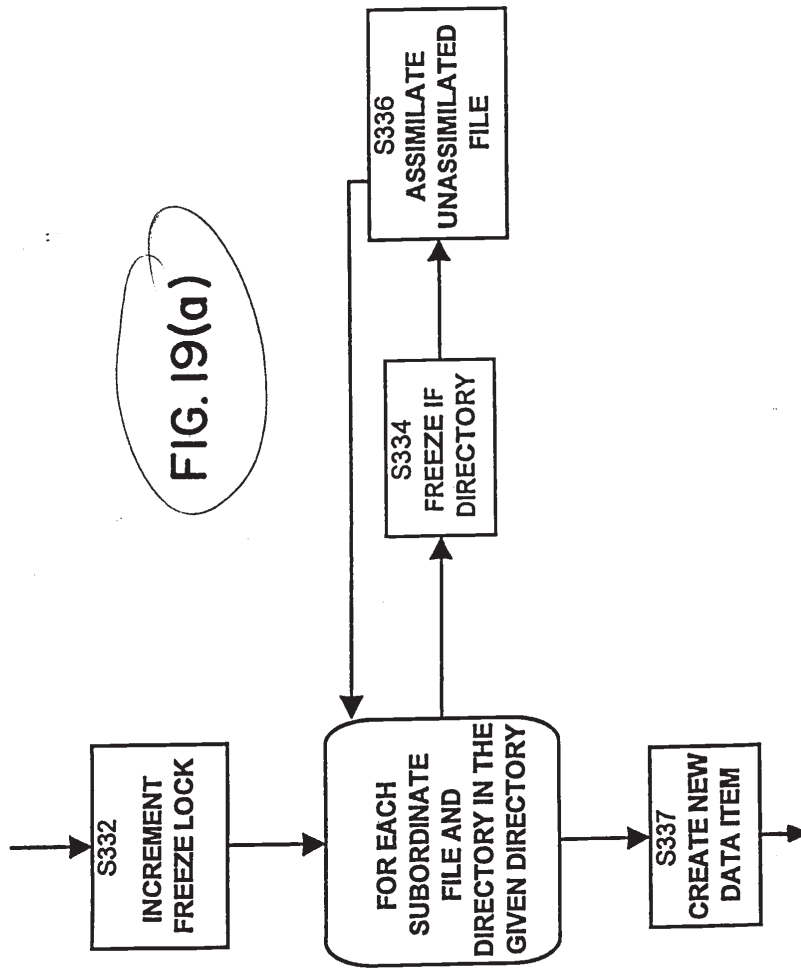 FIG. 19(a)
S332
INCREMENT
FREEZE LOCK
FOR EACH
SUBORDINATE
FILE AND
DIRECTORY IN THE
GIVEN DIRECTORY
S334
FREEZE IF
DIRECTORY
S336
ASSIMILATE
UNASSIMILATED
FILE
S337
CREATE NEW
DATA ITEM